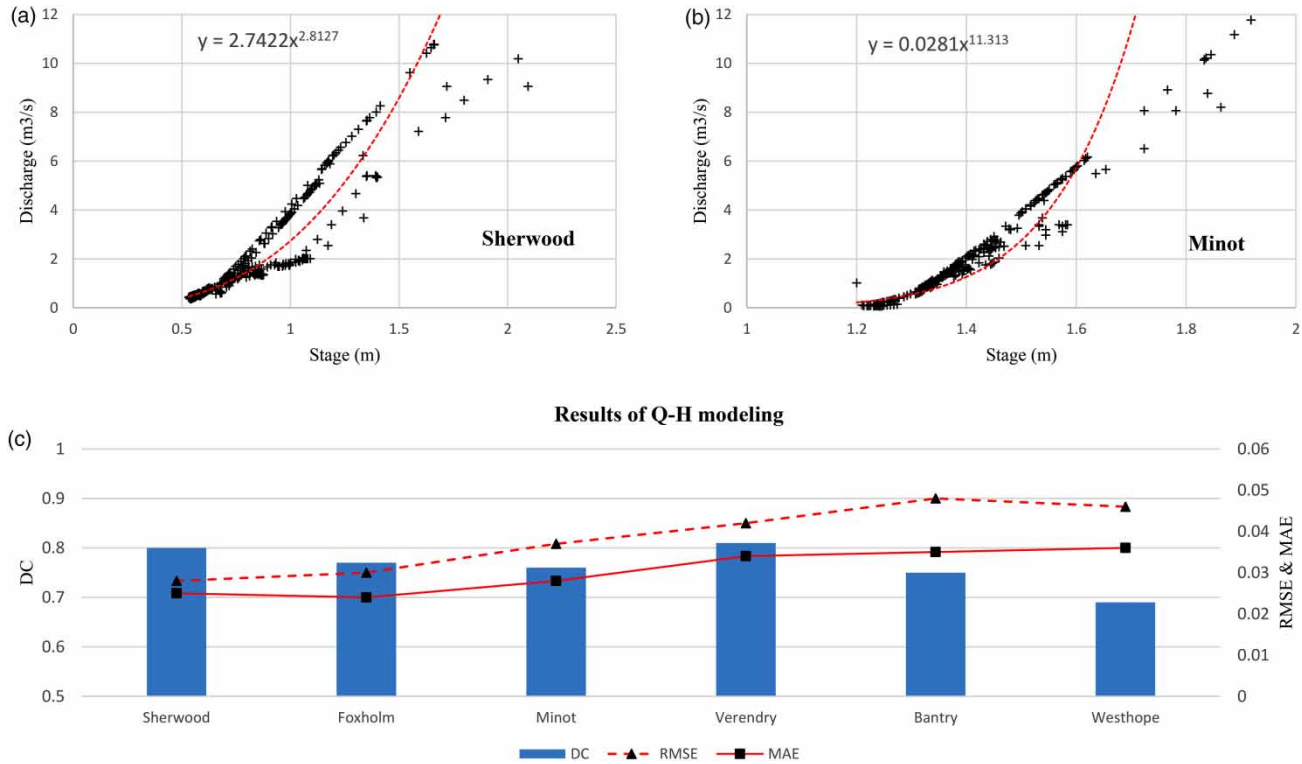 (a)
12
10
8
6
4
2
0
Discharge (m3/s)
y = 2.7422x^2.8127
Sherwood
0 0.5 1 1.5 2 2.5
Stage (m)
(b)
12
10
8
6
4
2
0
Discharge (m3/s)
y = 0.0281x^11.313
Minot
1 1.2 1.4 1.6 1.8 2
Stage (m)
Results of Q-H modeling
(c)
1
0.9
0.8
0.7
0.6
0.5
DC
0.06
0.05
0.04
0.03
0.02
0.01
0
RMSE & MAE
Sherwood Foxholm Minot Verendry Bantry Westhope
DC RMSE MAE